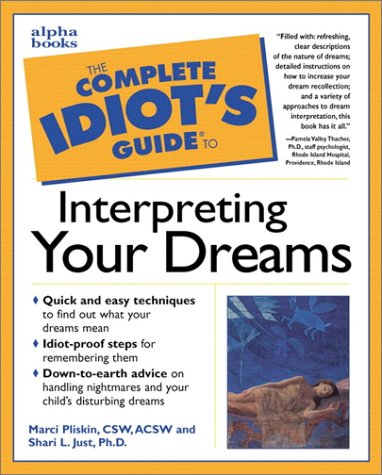 alpha
books
THE
COMPLETE
IDIOT'S
GUIDE® TO
"Filled with: refreshing,
clear descriptions
of the nature of dreams;
detailed instructions on
how to increase your
dream recollection;
and a variety of
approaches to dream
interpretation, this
book has it all."
—Pamela Valley Thacher,
Ph.D., staff psychologist,
Rhode Island Hospital,
Providence, Rhode Island
Interpreting
Your Dreams
♦ Quick and easy techniques
to find out what your
dreams mean
♦ Idiot-proof steps for
remembering them
♦ Down-to-earth advice on
handling nightmares and your
child's disturbing dreams
Marci Pliskin, CSW, ACSW and
Shari L. Just, Ph.D.